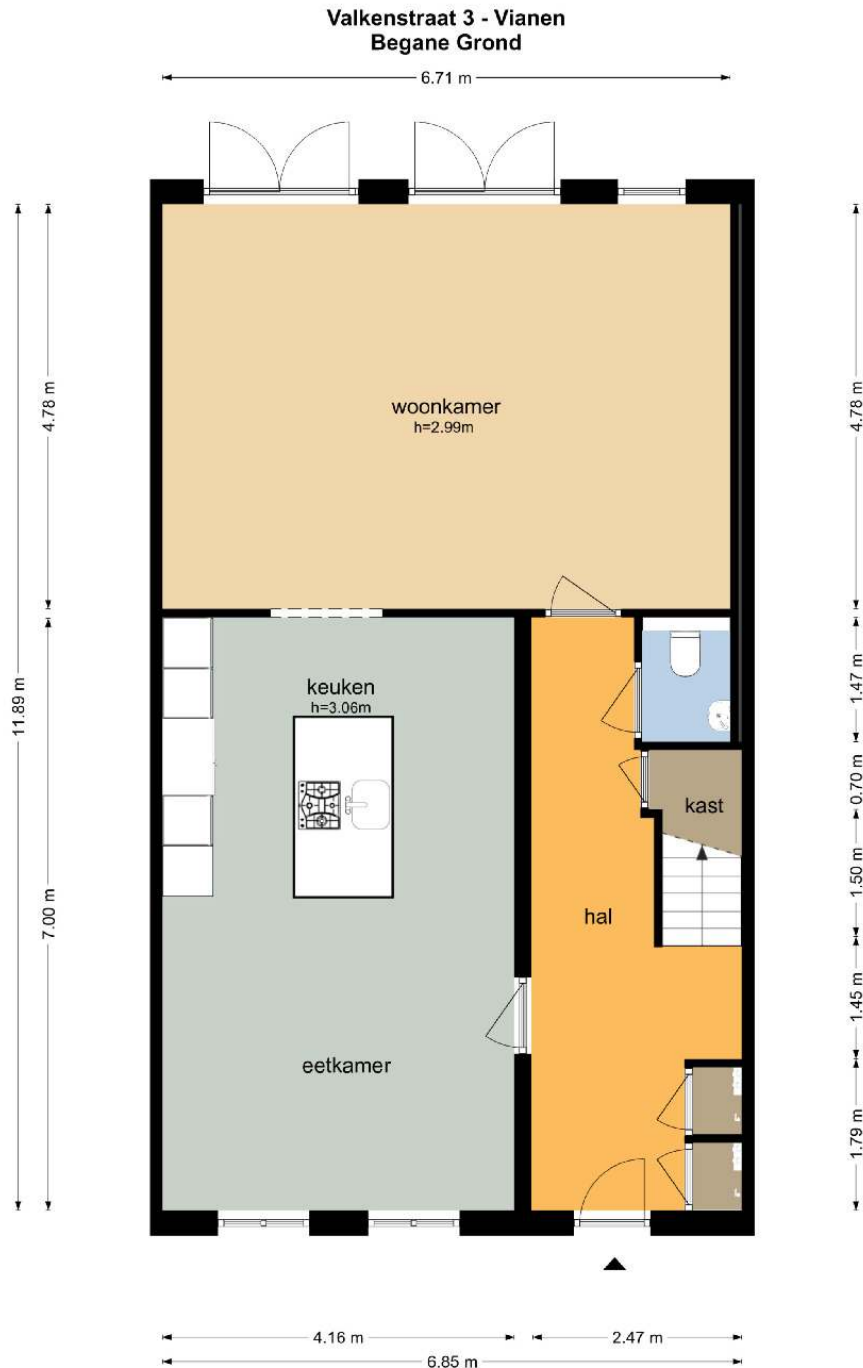 Valkenstraat 3 - Vianen
Begane Grond
6.71 m
4.78 m
4.78 m
woonkamer
h=2.99m
11.89 m
7.00 m
keuken
h=3.06m
1.47 m
0.70 m
kast
1.50 m
hal
1.45 m
eetkamer
1.79 m
4.16 m
2.47 m
6.85 m